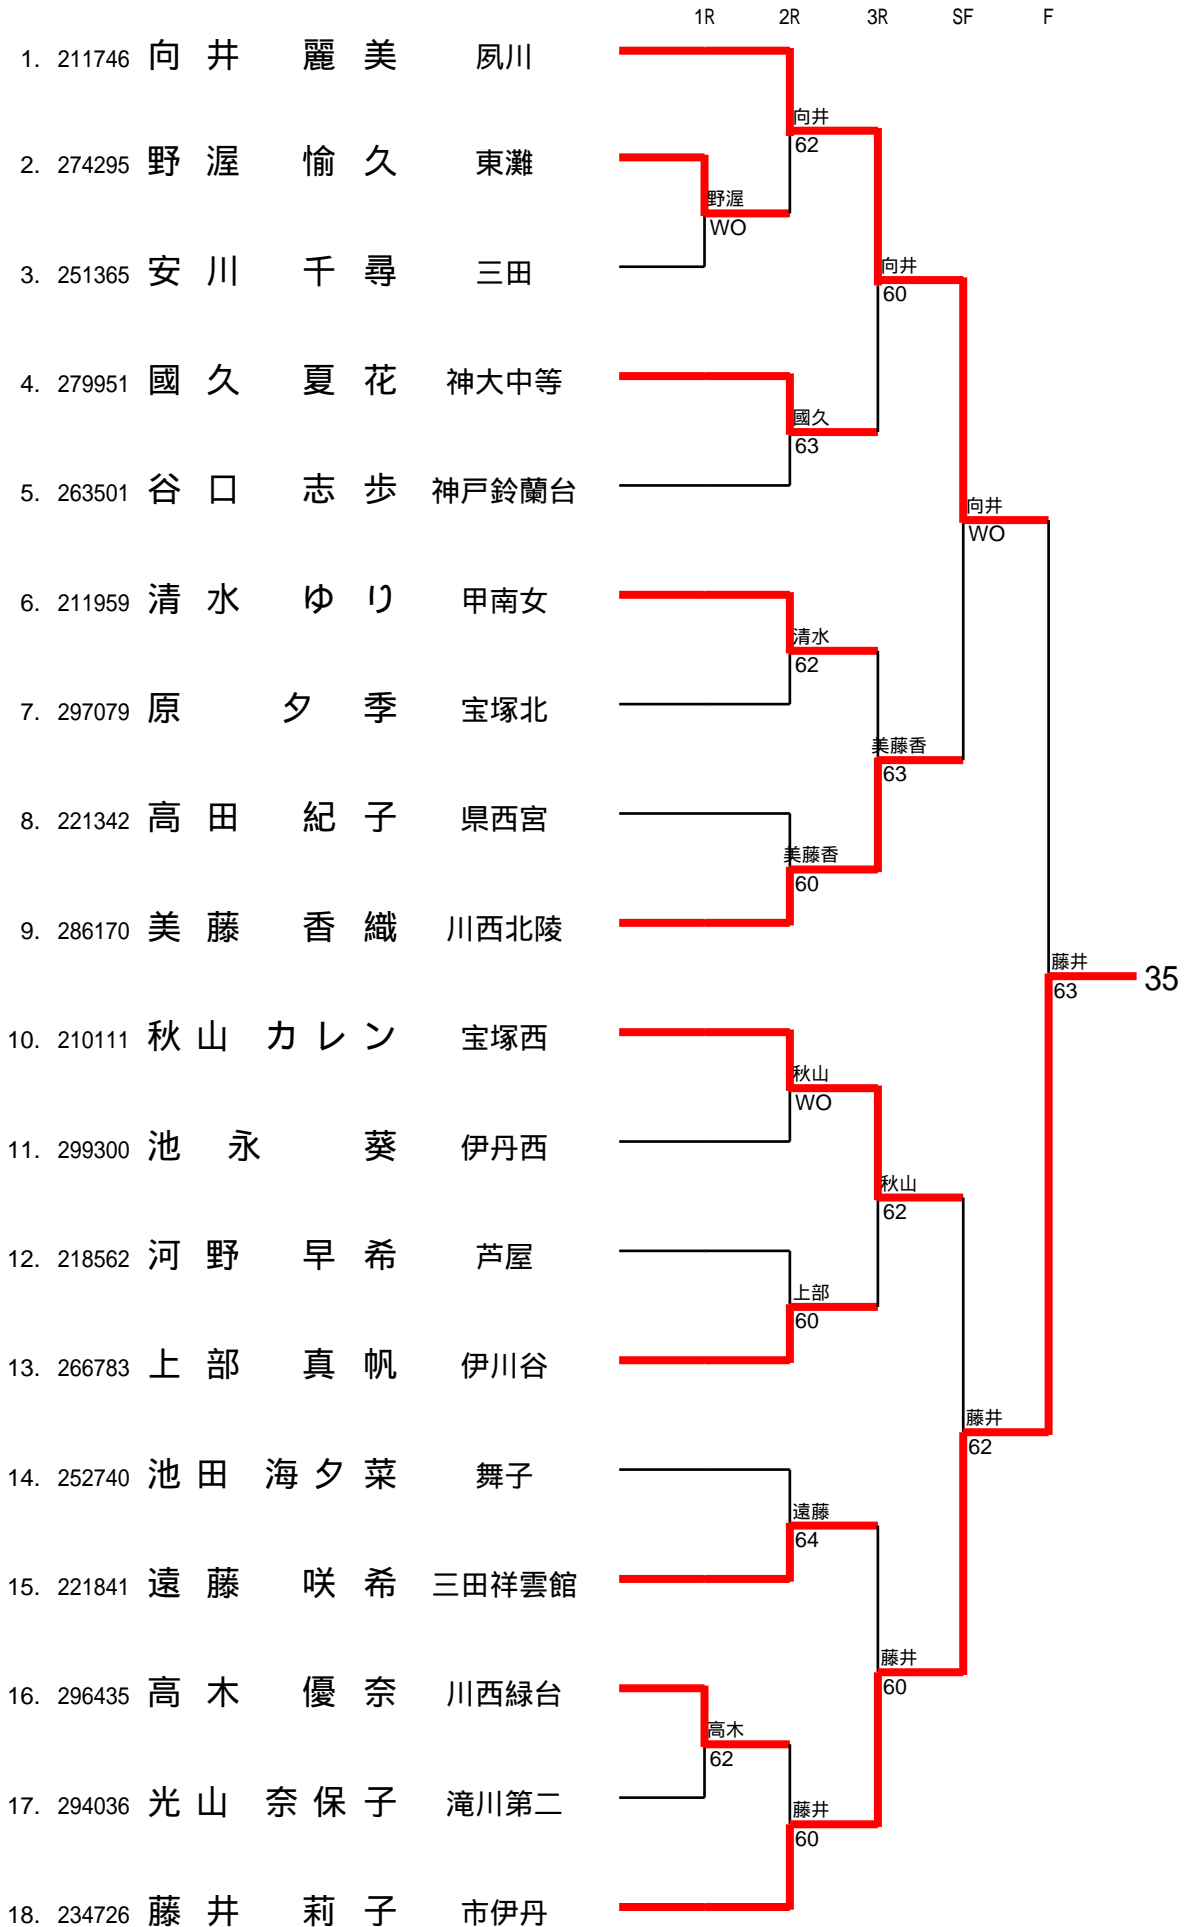 1R 2R 3R SF F
1. 211746 向井 麗美 夙川
向井
62
2. 274295 野渥 愉久 東灘
野渥
WO
3. 251365 安川 千尋 三田
向井
60
4. 279951 國久 夏花 神大中等
國久
63
5. 263501 谷口 志歩 神戸鈴蘭台
向井
WO
6. 211959 清水 ゆり 甲南女
清水
62
7. 297079 原 夕季 宝塚北
美藤香
63
8. 221342 高田 紀子 県西宮
美藤香
60
9. 286170 美藤 香織 川西北陵
藤井
63
35
10. 210111 秋山 カレン 宝塚西
秋山
WO
11. 299300 池永 葵 伊丹西
秋山
62
12. 218562 河野 早希 芦屋
上部
60
13. 266783 上部 真帆 伊川谷
藤井
62
14. 252740 池田 海夕菜 舞子
遠藤
64
15. 221841 遠藤 咲希 三田祥雲館
藤井
60
16. 296435 高木 優奈 川西緑台
高木
62
17. 294036 光山 奈保子 滝川第二
藤井
60
18. 234726 藤井 莉子 市伊丹